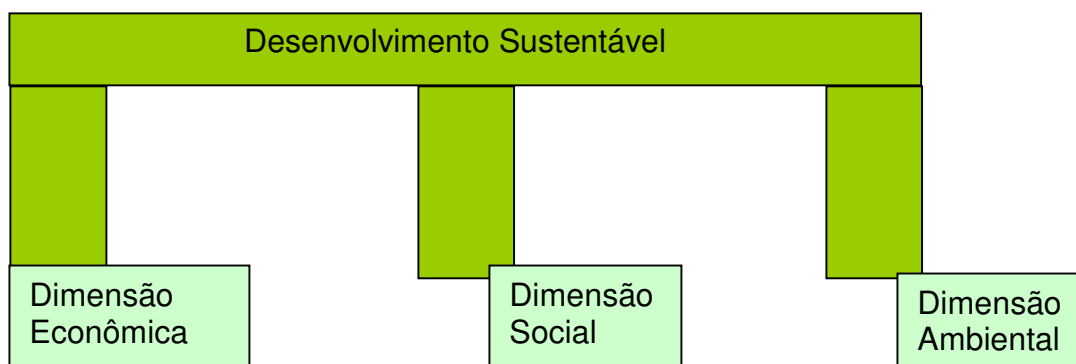 Desenvolvimento Sustentável
Dimensão
Econômica
Dimensão
Social
Dimensão
Ambiental